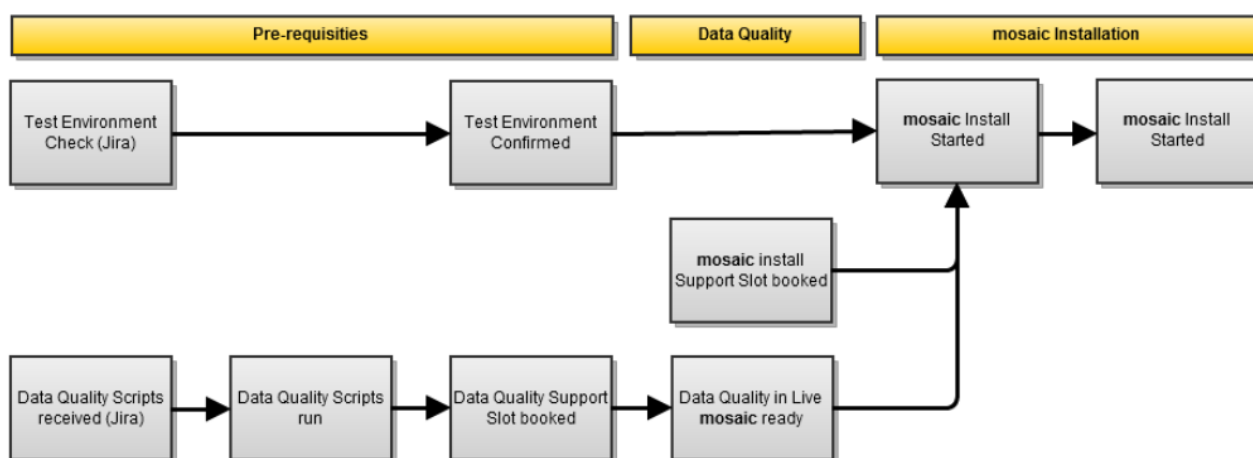 Pre-requisities
Data Quality
mosaic Installation
Test Environment
Check (Jira)
Test Environment
Confirmed
mosaic Install
Started
mosaic Install
Started
mosaic install
Support Slot booked
Data Quality Scripts
received (Jira)
Data Quality Scripts
run
Data Quality Support
Slot booked
Data Quality in Live
mosaic ready